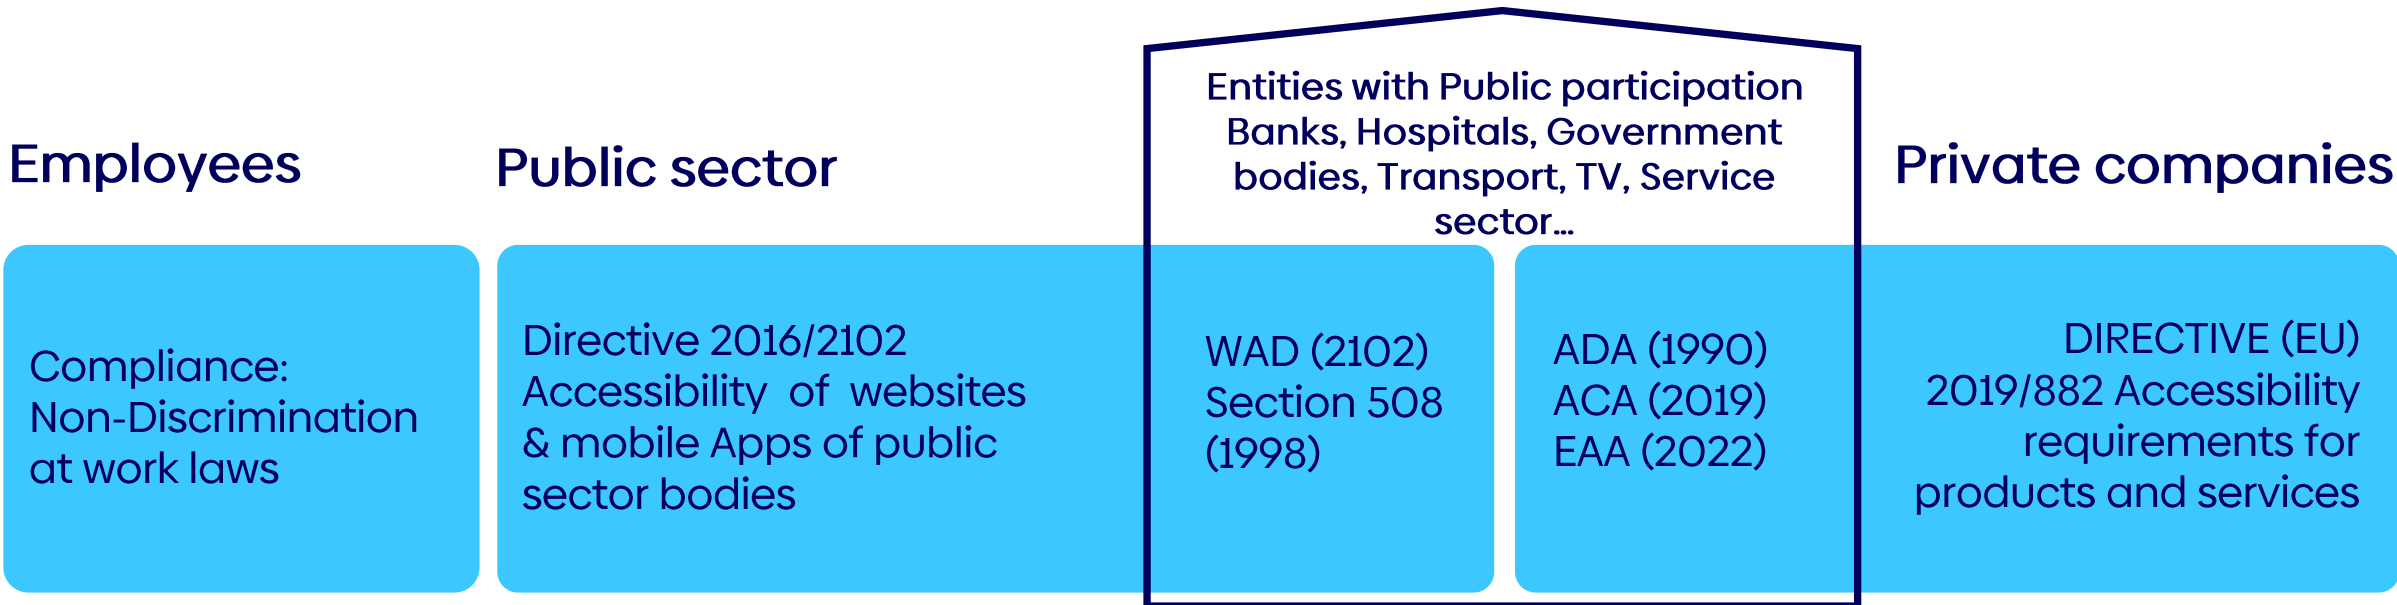 Employees
Compliance:
Non-Discrimination
at work laws
Public sector
Directive 2016/2102
Accessibility of websites
& mobile Apps of public
sector bodies
Entities with Public participation
Banks, Hospitals, Government
bodies, Transport, TV, Service
sector...
WAD (2102)
Section 508
(1998)
ADA (1990)
ACA (2019)
EAA (2022)
Private companies
DIRECTIVE (EU)
2019/882 Accessibility
requirements for
products and services